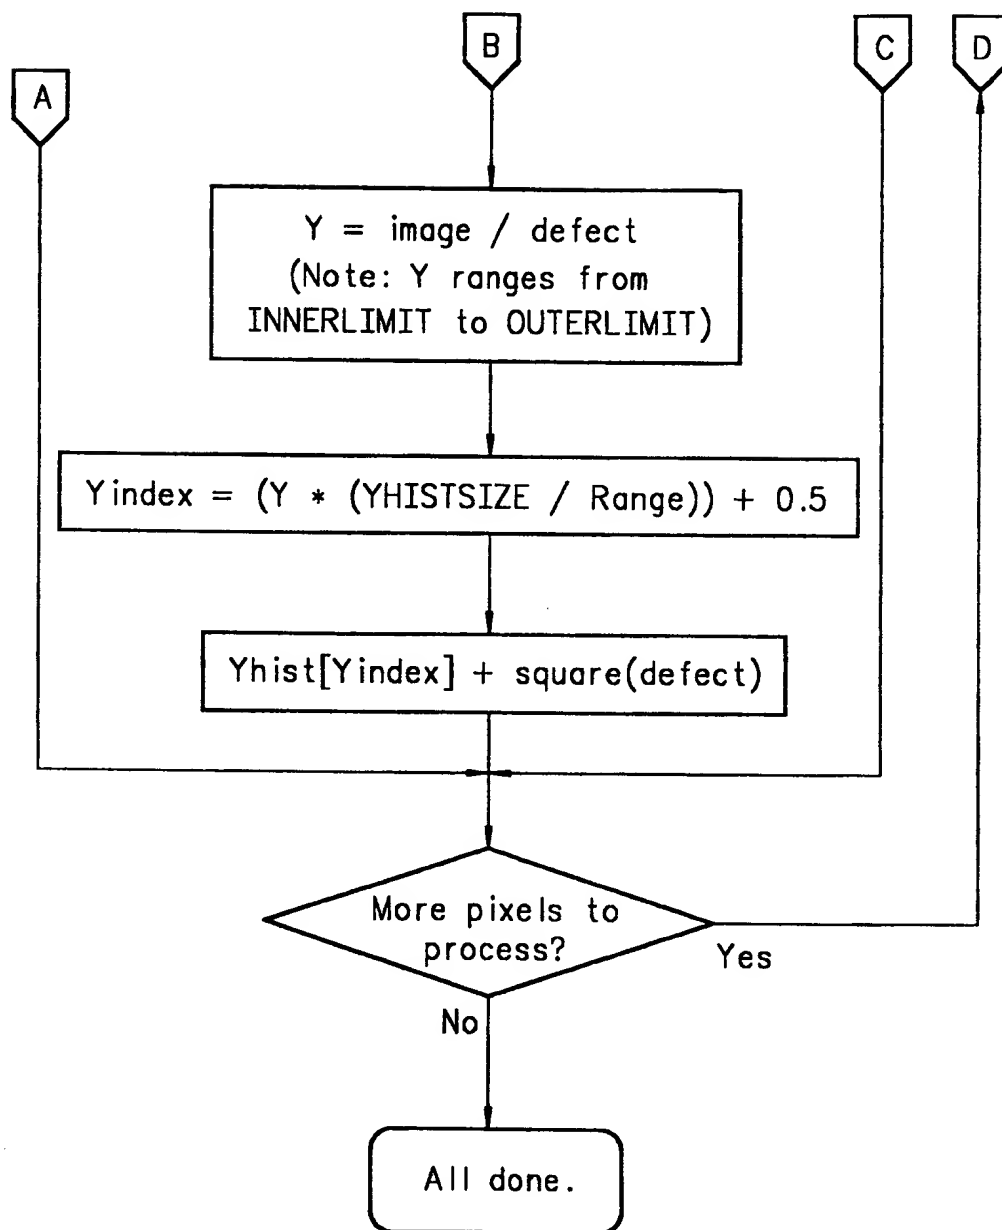 B
C
D
A
Y = image / defect
(Note: Y ranges from
INNERLIMIT to OUTERLIMIT)
Yindex = (Y * (YHISTSIZE / Range)) + 0.5
Yhist[Yindex] + square(defect)
More pixels to
process?
Yes
No
All done.